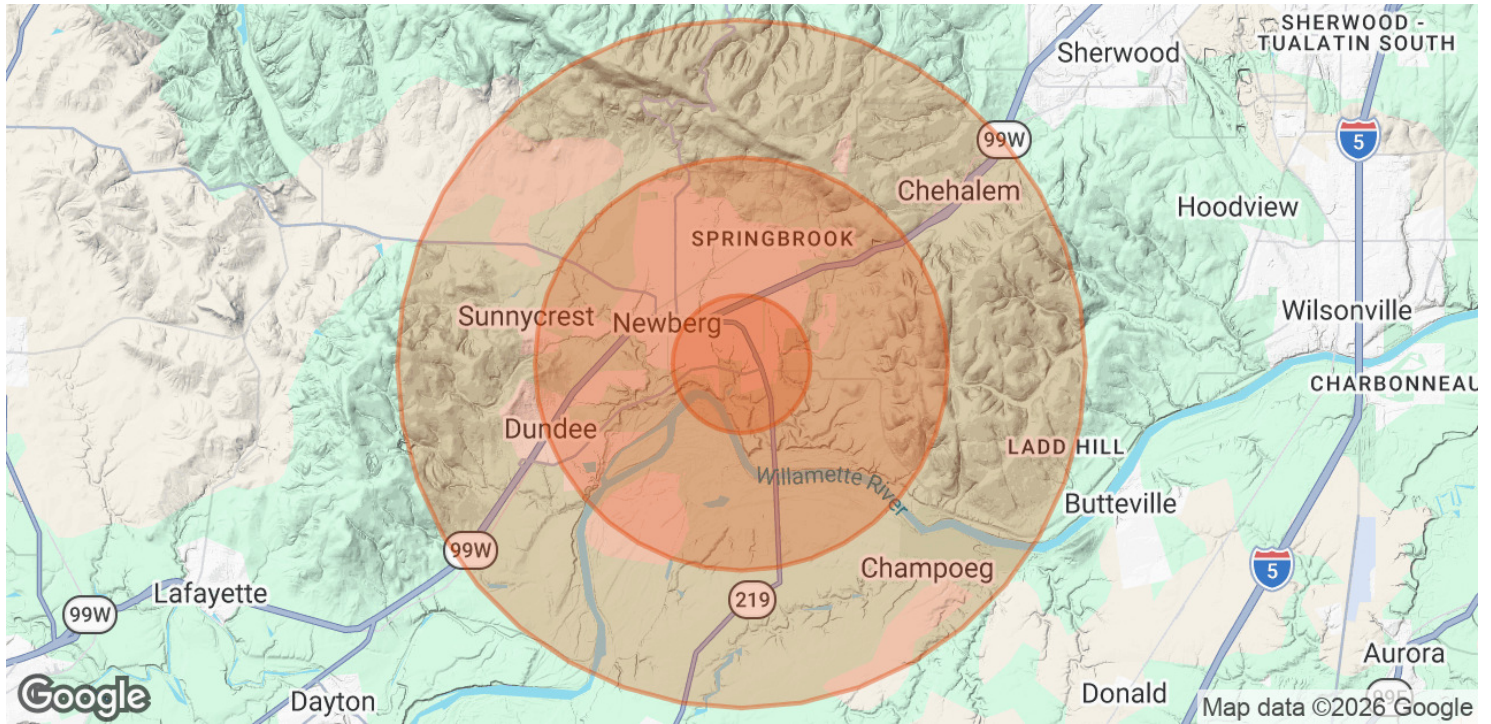 SHERWOOD -
TUALATIN SOUTH
Sherwood
99W
5
Chehalem
Hoodview
SPRINGBROOK
Sunnycrest
Newberg
Wilsonville
CHARBONNEAU
Dundee
LADD HILL
Willamette River
Butteville
99W
Champoeg
5
Lafayette
219
99W
Aurora
Dayton
Donald
99E
Google
Map data ©2026 Google